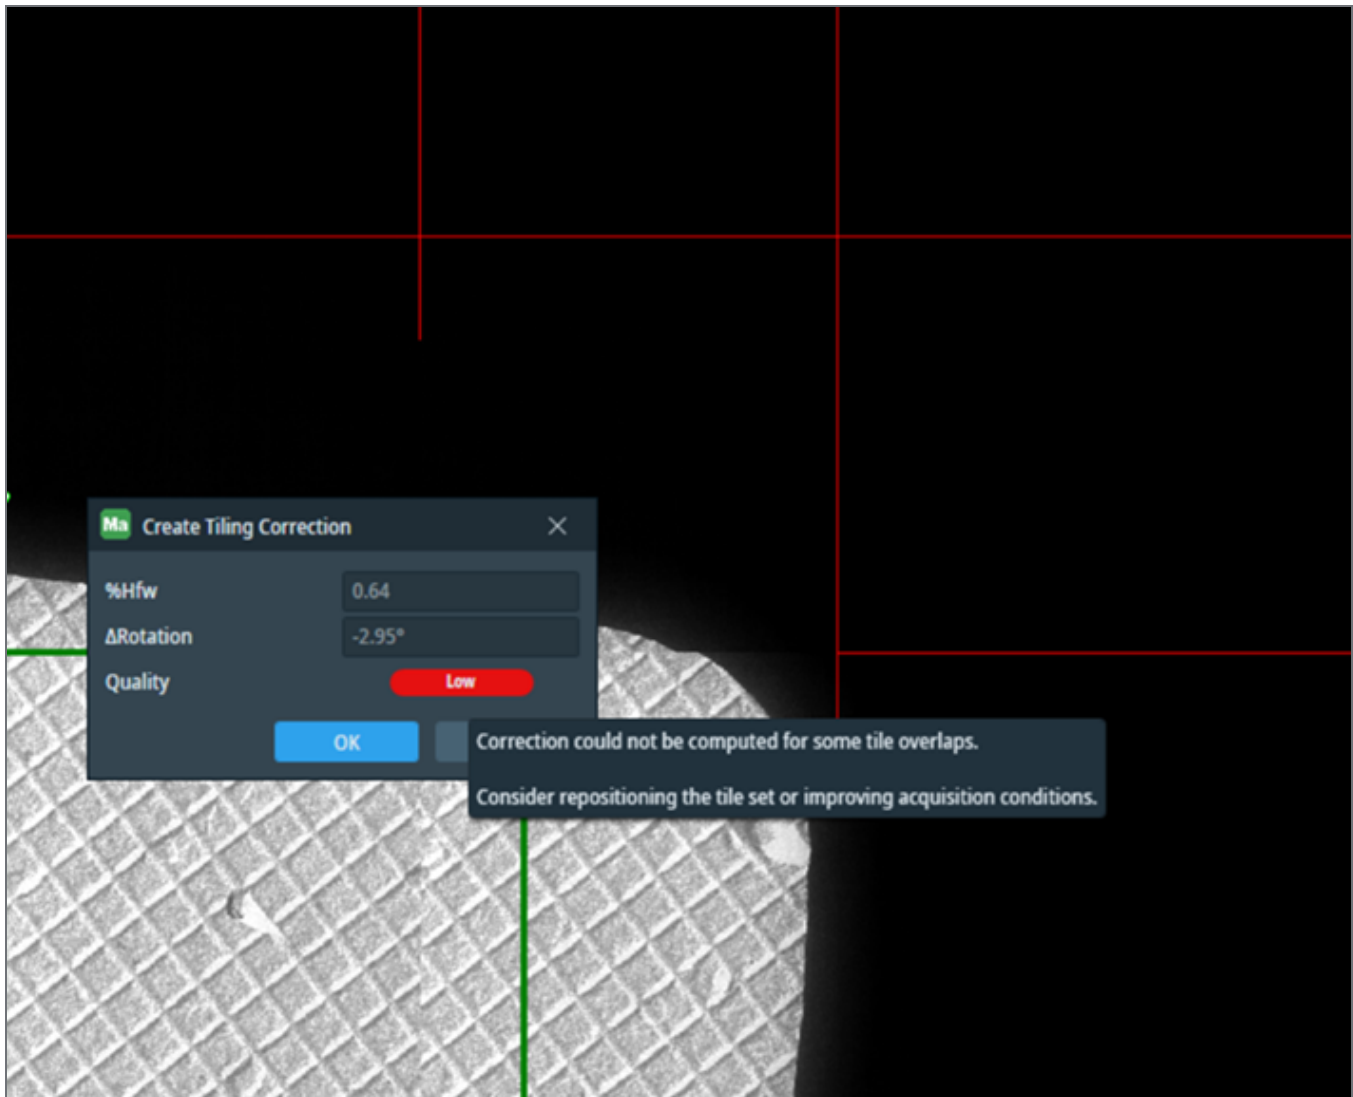 Ma Create Tiling Correction
%Hfw 0.64
ΔRotation -2.95°
Quality Low
OK
Correction could not be computed for some tile overlaps.
Consider repositioning the tile set or improving acquisition conditions.